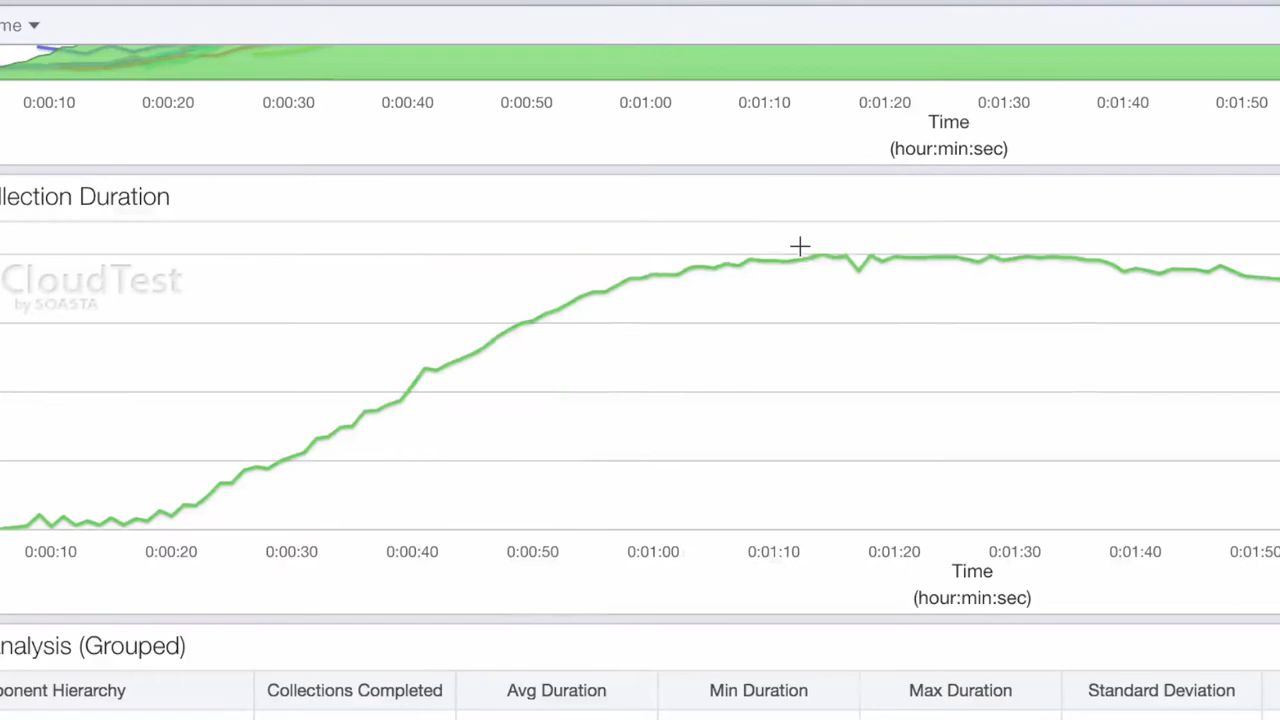 me
0:00:10 0:00:20 0:00:30 0:00:40 0:00:50 0:01:00 0:01:10 0:01:20 0:01:30 0:01:40 0:01:50
Time
(hour:min:sec)
llection Duration
CloudTest
by SOASTA
0:00:10 0:00:20 0:00:30 0:00:40 0:00:50 0:01:00 0:01:10 0:01:20 0:01:30 0:01:40 0:01:50
Time
(hour:min:sec)
nalysis (Grouped)
ponent Hierarchy Collections Completed Avg Duration Min Duration Max Duration Standard Deviation